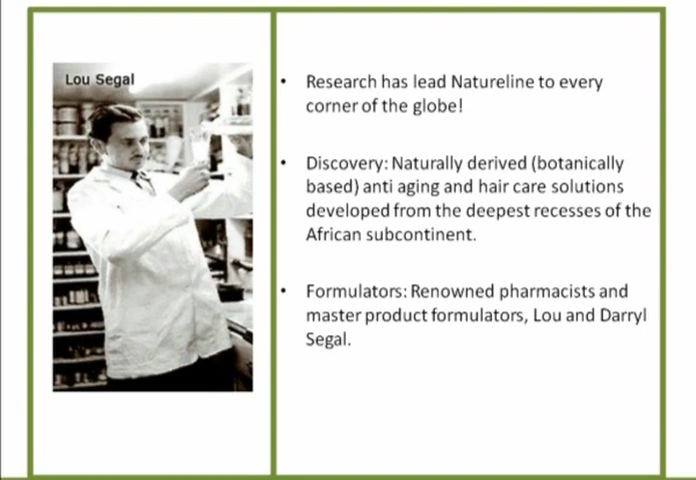 Lou Segal
• Research has lead Natureline to every
corner of the globe!
• Discovery: Naturally derived (botanically
based) anti aging and hair care solutions
developed from the deepest recesses of the
African subcontinent.
• Formulators: Renowned pharmacists and
master product formulators, Lou and Darryl
Segal.